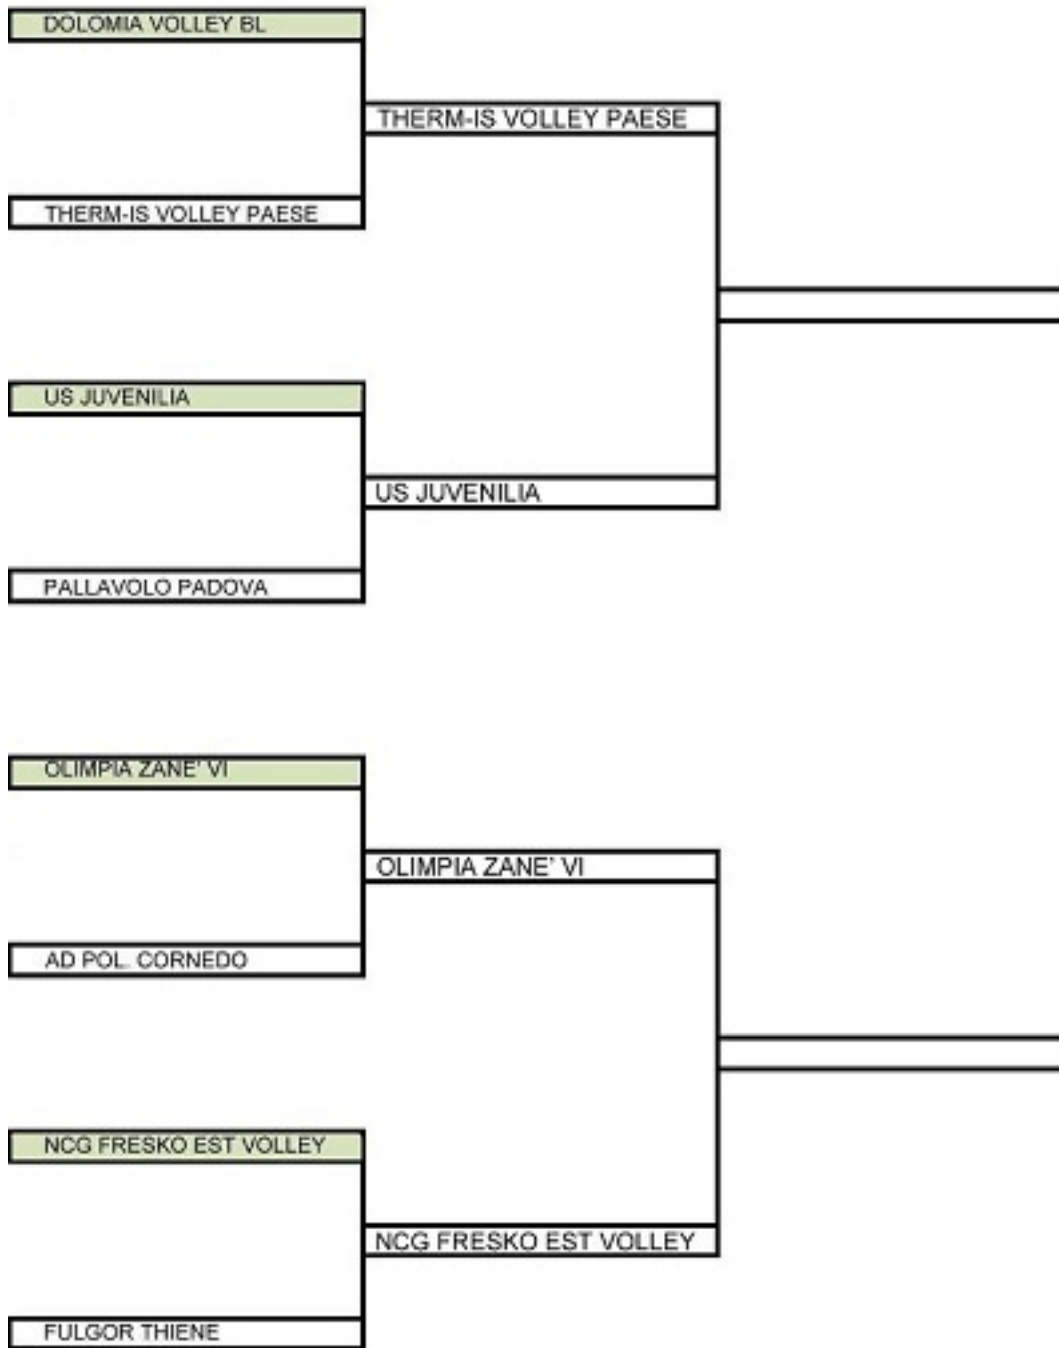 DOLOMIA VOLLEY BL
THERM-IS VOLLEY PAESE
THERM-IS VOLLEY PAESE
US JUVENILIA
US JUVENILIA
PALLAVOLO PADOVA
OLIMPIA ZANE' VI
OLIMPIA ZANE' VI
AD POL. CORNEDO
NCG FRESKO EST VOLLEY
NCG FRESKO EST VOLLEY
FULGOR THIENE